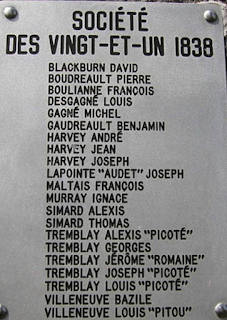 SOCIÉTÉ
DES VINGT-ET-UN 1838
BLACKBURN DAVID
BOUDREAULT PIERRE
BOULIANNE FRANÇOIS
DESGAGNÉ LOUIS
GAGNÉ MICHEL
GAUDREAULT BENJAMIN
HARVEY ANDRÉ
HARVEY JEAN
HARVEY JOSEPH
LAPOINTE "AUDET" JOSEPH
MALTAIS FRANÇOIS
MURRAY IGNACE
SIMARD ALEXIS
SIMARD THOMAS
TREMBLAY ALEXIS "PICOTÉ"
TREMBLAY GEORGES
TREMBLAY JÉRÔME "ROMAINE"
TREMBLAY JOSEPH "PICOTÉ"
TREMBLAY LOUIS "PICOTÉ"
VILLENEUVE BAZILE
VILLENEUVE LOUIS "PITOU"